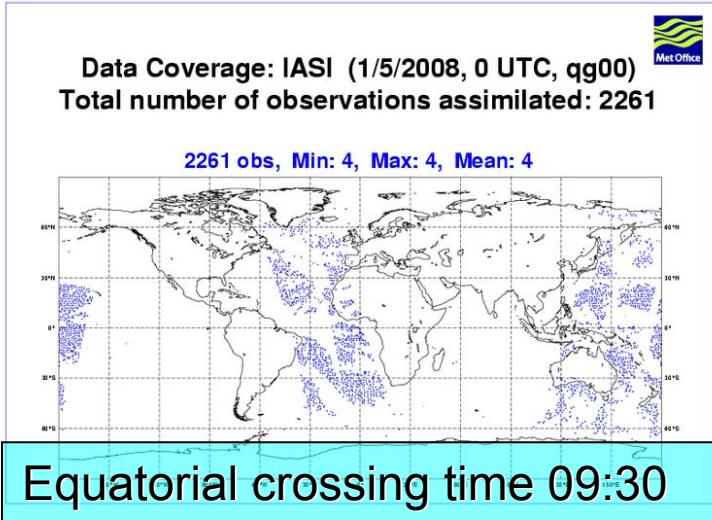 Met Office
Data Coverage: IASI (1/5/2008, 0 UTC, qg00)
Total number of observations assimilated: 2261
2261 obs, Min: 4, Max: 4, Mean: 4
60°N 60°N
30°N 30°N
0° 0°
30°S 30°S
60°S 60°S
Equatorial crossing time 09:30